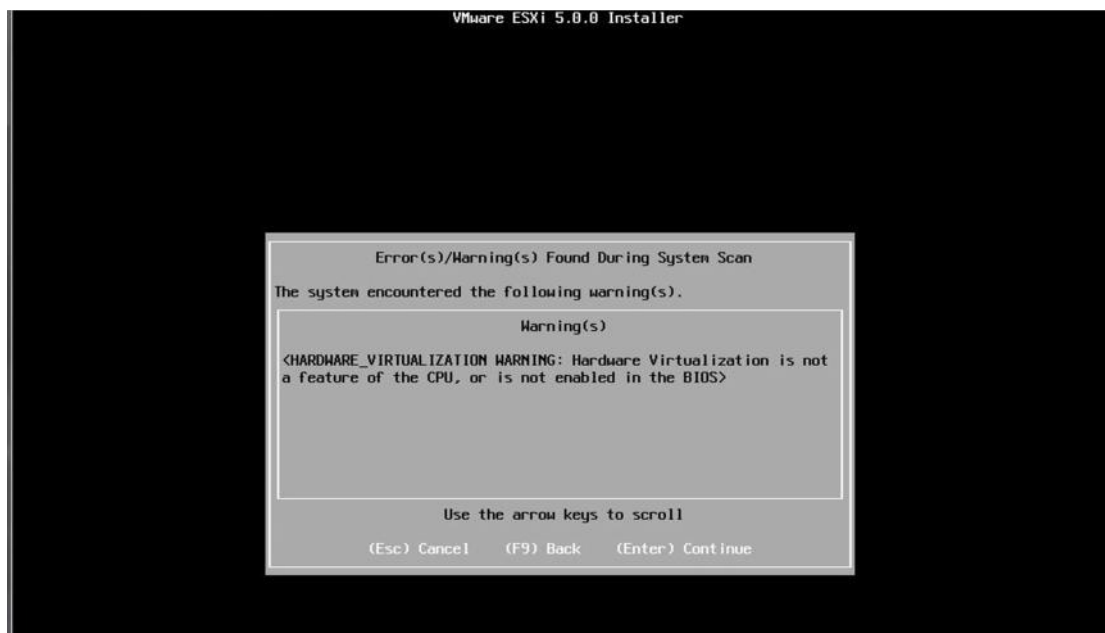 VMware ESXi 5.0.0 Installer
Error(s)/Warning(s) Found During System Scan
The system encountered the following warning(s).
Warning(s)
<HARDWARE_VIRTUALIZATION WARNING: Hardware Virtualization is not
a feature of the CPU, or is not enabled in the BIOS>
Use the arrow keys to scroll
(Esc) Cancel (F9) Back (Enter) Continue